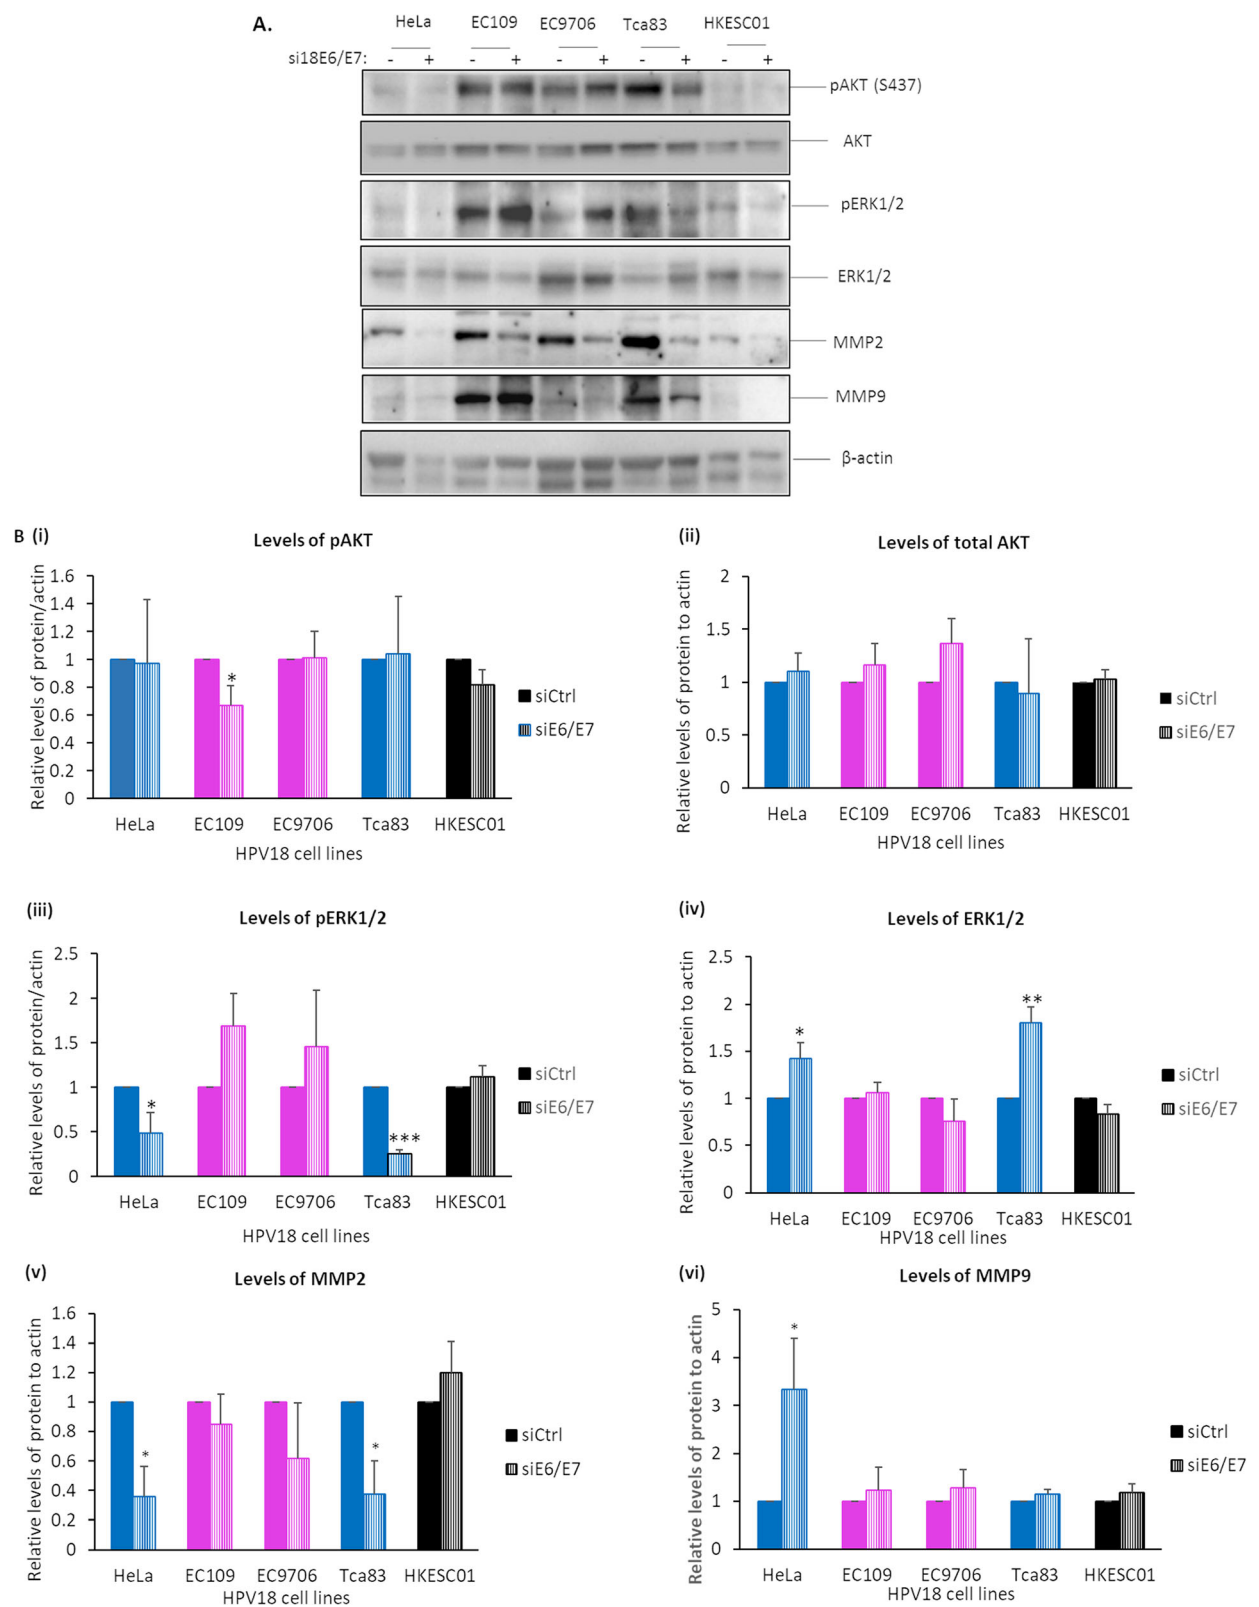 A.
HeLa EC109 EC9706 Tca83 HKESC01
si18E6/E7: - + - + - + - + - +
pAKT (S437)
AKT
pERK1/2
ERK1/2
MMP2
MMP9
β-actin
B (i)
Levels of pAKT
Relative levels of protein/actin
1.6
1.4
1.2
1
0.8
0.6
0.4
0.2
0
*
HeLa EC109 EC9706 Tca83 HKESC01
HPV18 cell lines
siCtrl
siE6/E7
(ii)
Levels of total AKT
Relative levels of protein to actin
2
1.5
1
0.5
0
HeLa EC109 EC9706 Tca83 HKESC01
HPV18 cell lines
siCtrl
siE6/E7
(iii)
Levels of pERK1/2
Relative levels of protein/actin
2.5
2
1.5
1
0.5
0
* ***
HeLa EC109 EC9706 Tca83 HKESC01
HPV18 cell lines
siCtrl
siE6/E7
(iv)
Levels of ERK1/2
Relative levels of protein to actin
2.5
2
1.5
1
0.5
0
* **
HeLa EC109 EC9706 Tca83 HKESC01
HPV18 cell lines
siCtrl
siE6/E7
(v)
Levels of MMP2
Relative levels of protein to actin
1.6
1.4
1.2
1
0.8
0.6
0.4
0.2
0
* *
HeLa EC109 EC9706 Tca83 HKESC01
HPV18 cell lines
siCtrl
siE6/E7
(vi)
Levels of MMP9
Relative levels of protein to actin
5
4
3
2
1
0
*
HeLa EC109 EC9706 Tca83 HKESC01
HPV18 cell lines
siCtrl
siE6/E7